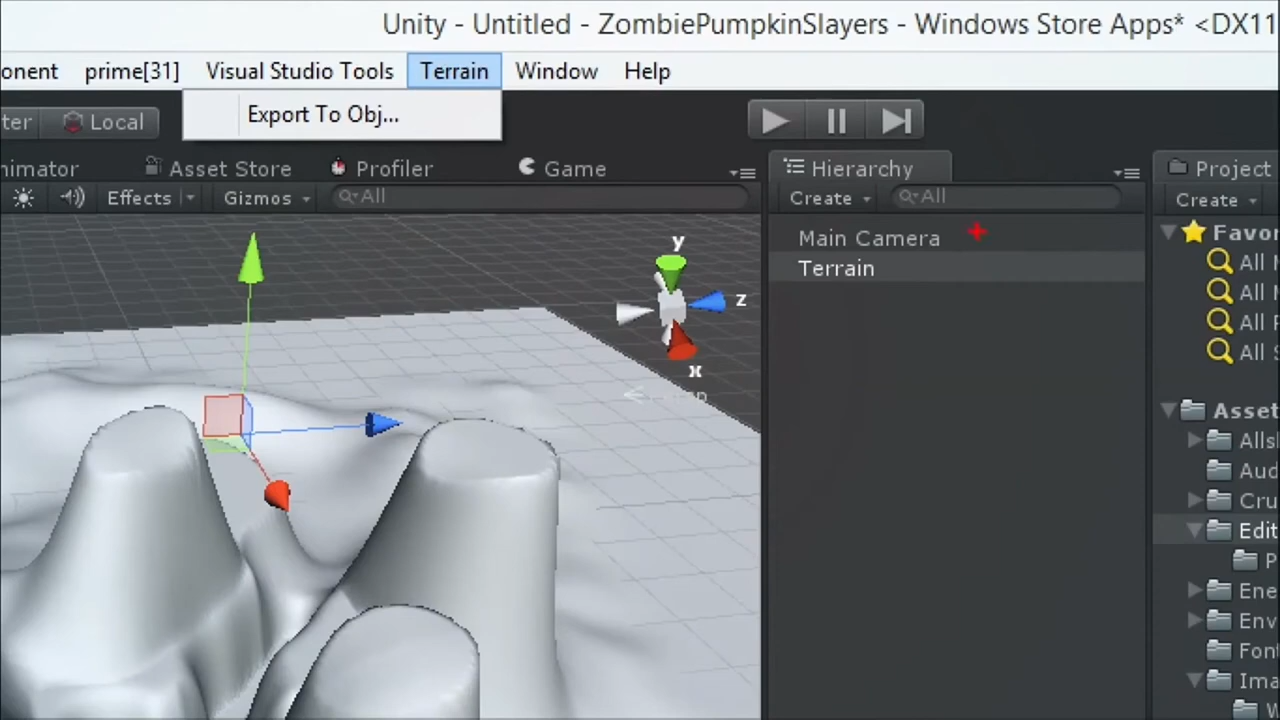 Unity - Untitled - ZombiePumpkinSlayers - Windows Store Apps* <DX11
onent prime[31] Visual Studio Tools Terrain Window Help
Export To Obj...
ter Local
nimator Asset Store Profiler Game Hierarchy Project
Effects Gizmos All Create All Create
Main Camera
Terrain
y
z
x
Favor
All M
All M
All P
All S
Asset
Alls
Aud
Cru
Edit
P
Ene
Env
Font
Ima